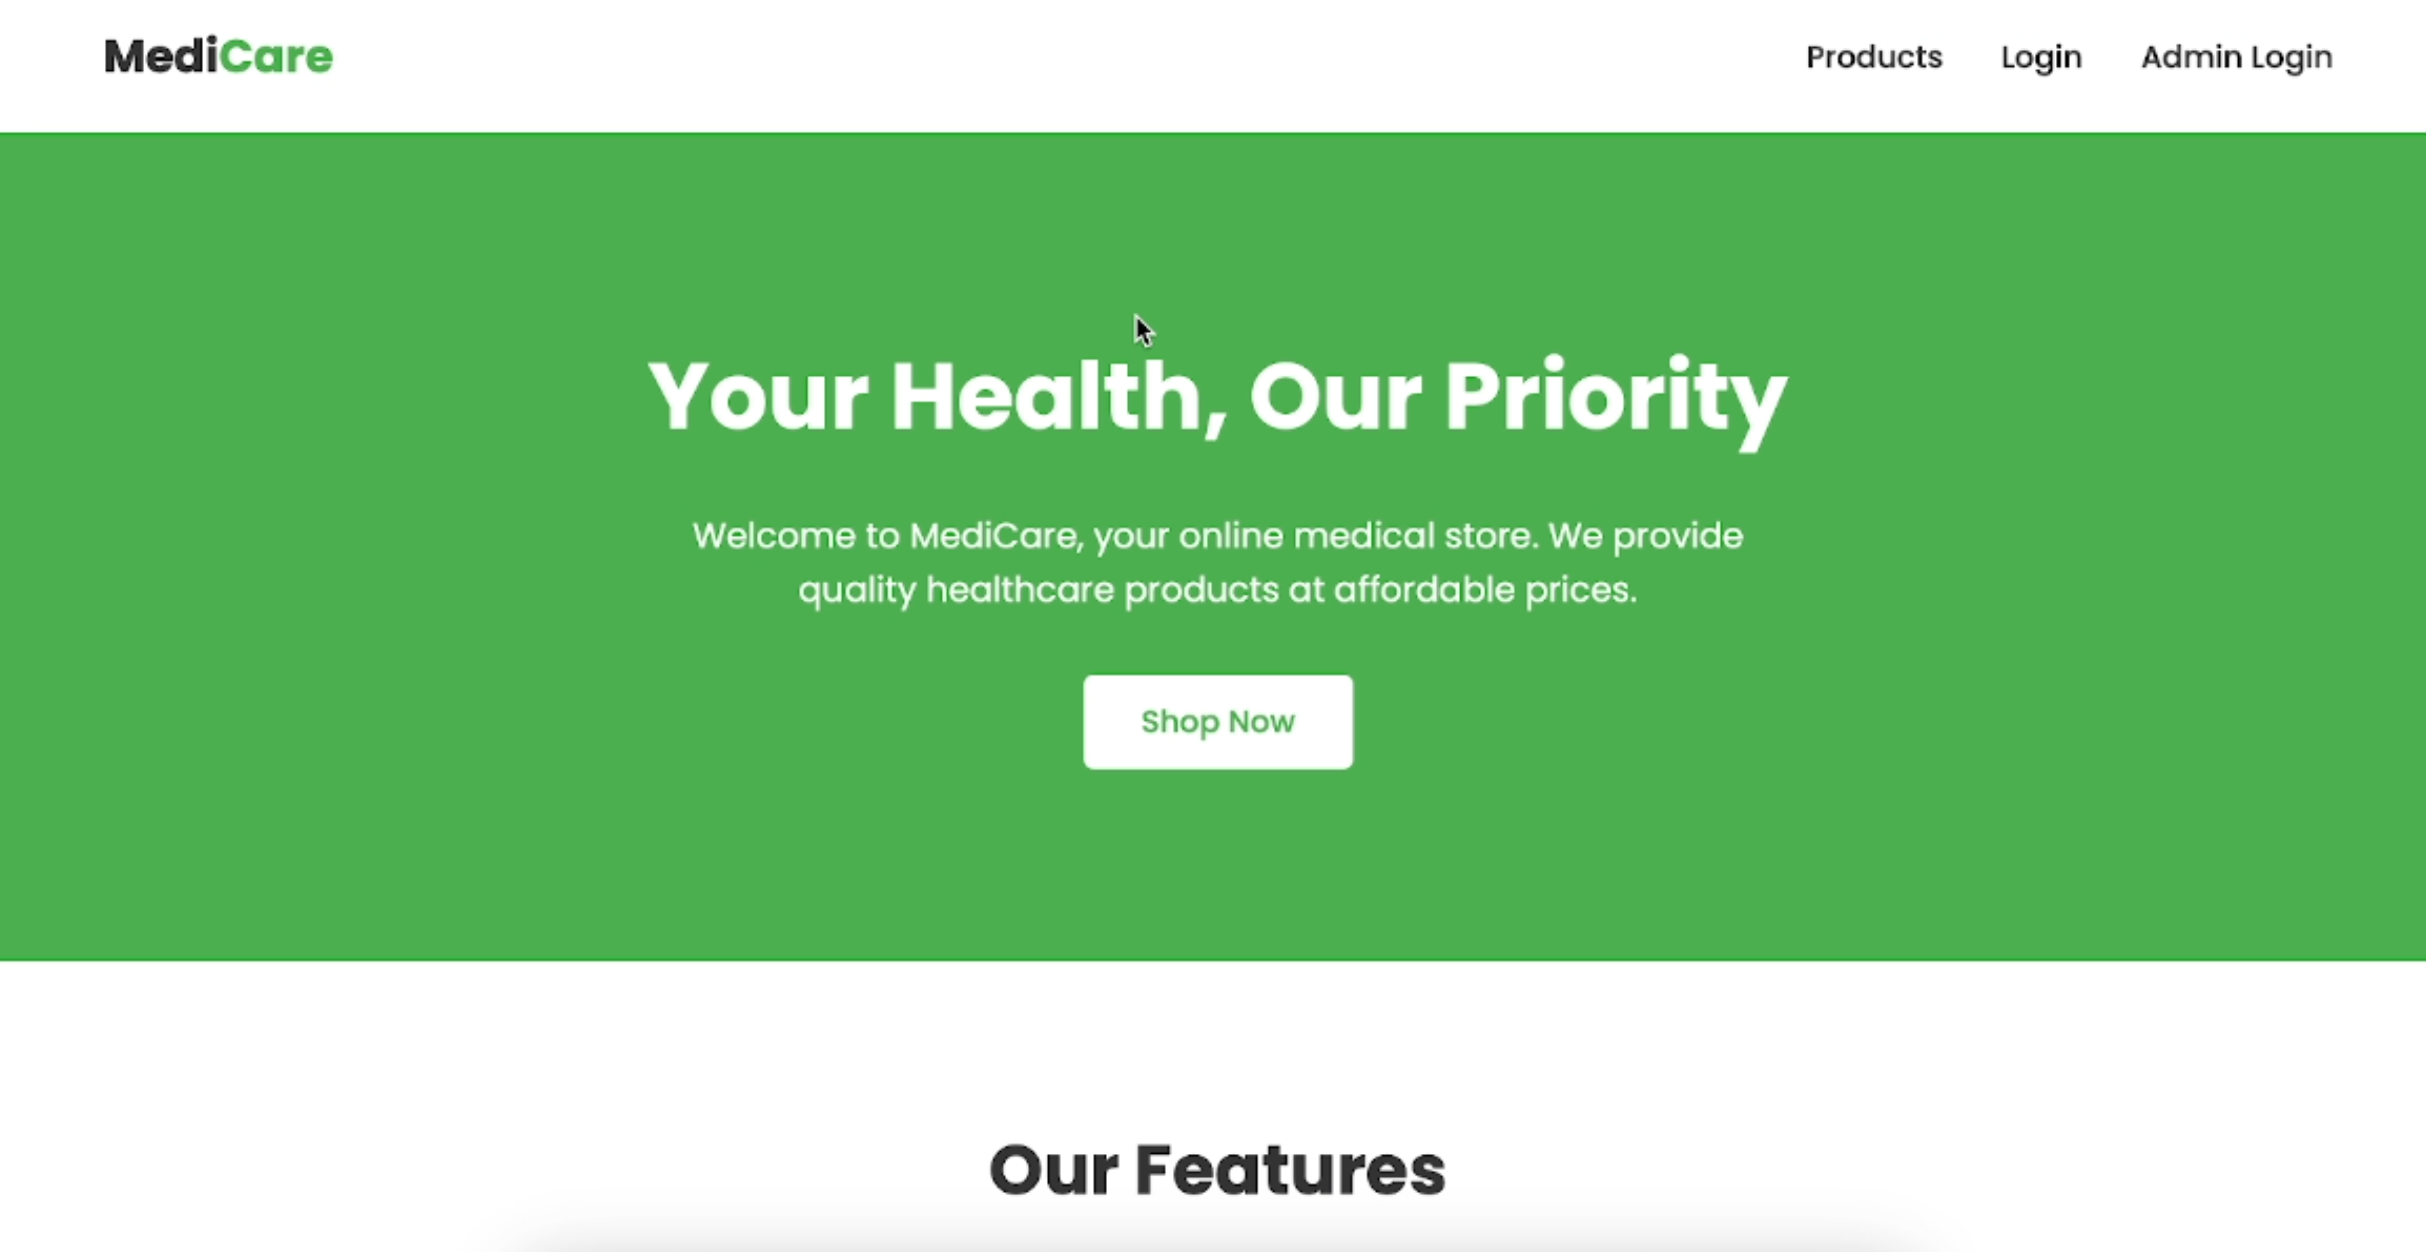 MediCare
Products Login Admin Login
Your Health, Our Priority
Welcome to MediCare, your online medical store. We provide
quality healthcare products at affordable prices.
Shop Now
Our Features